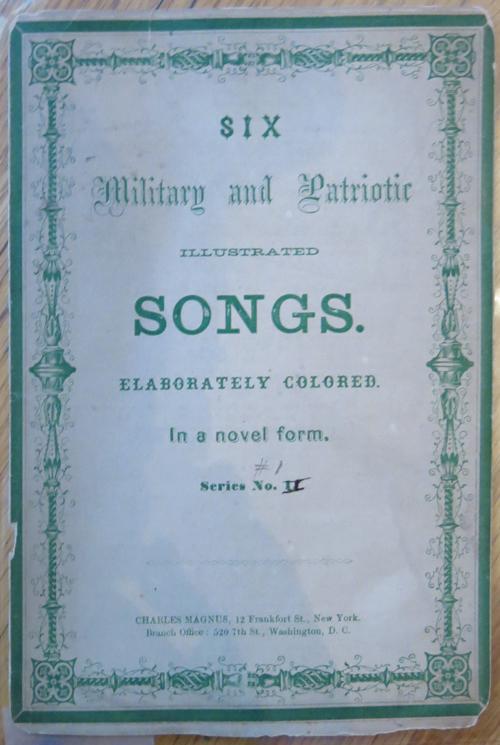 SIX
Military and Patriotic
ILLUSTRATED
SONGS.
ELABORATELY COLORED.
In a novel form.
#1
Series No. II
CHARLES MAGNUS, 12 Frankfort St., New York.
Branch Office: 520 7th St., Washington, D. C.